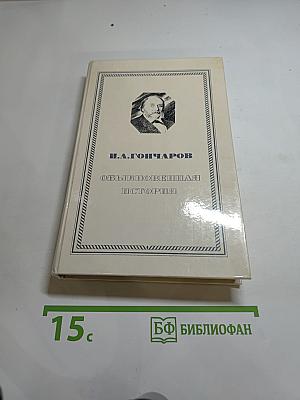 И.А.ГОНЧАРОВ
ОБЫКНОВЕННАЯ
ИСТОРИЯ
15с
БФ БИБЛИОФАН